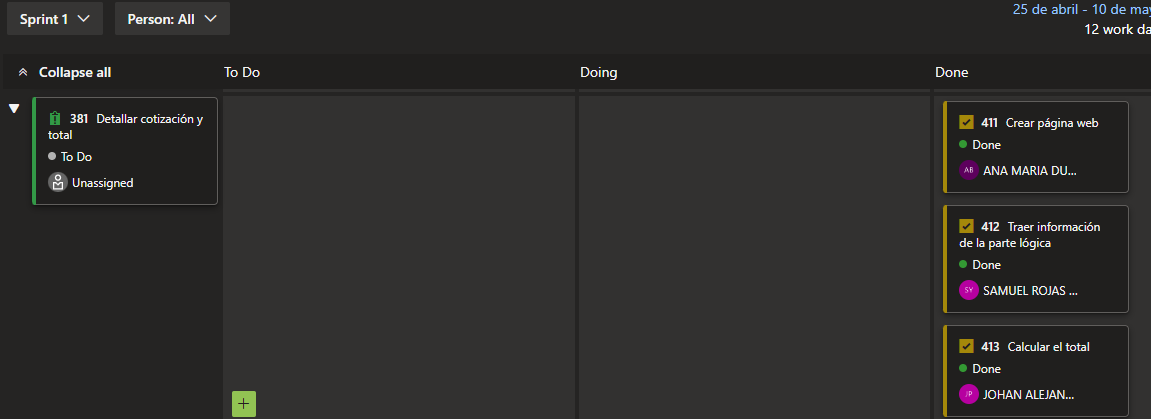 Sprint 1
Person: All
25 de abril - 10 de may
12 work da
Collapse all
To Do
Doing
Done
381 Detallar cotización y
total
To Do
Unassigned
411 Crear página web
Done
AB ANA MARIA DU...
412 Traer información
de la parte lógica
Done
SV SAMUEL ROJAS ...
413 Calcular el total
Done
JP JOHAN ALEJAN...